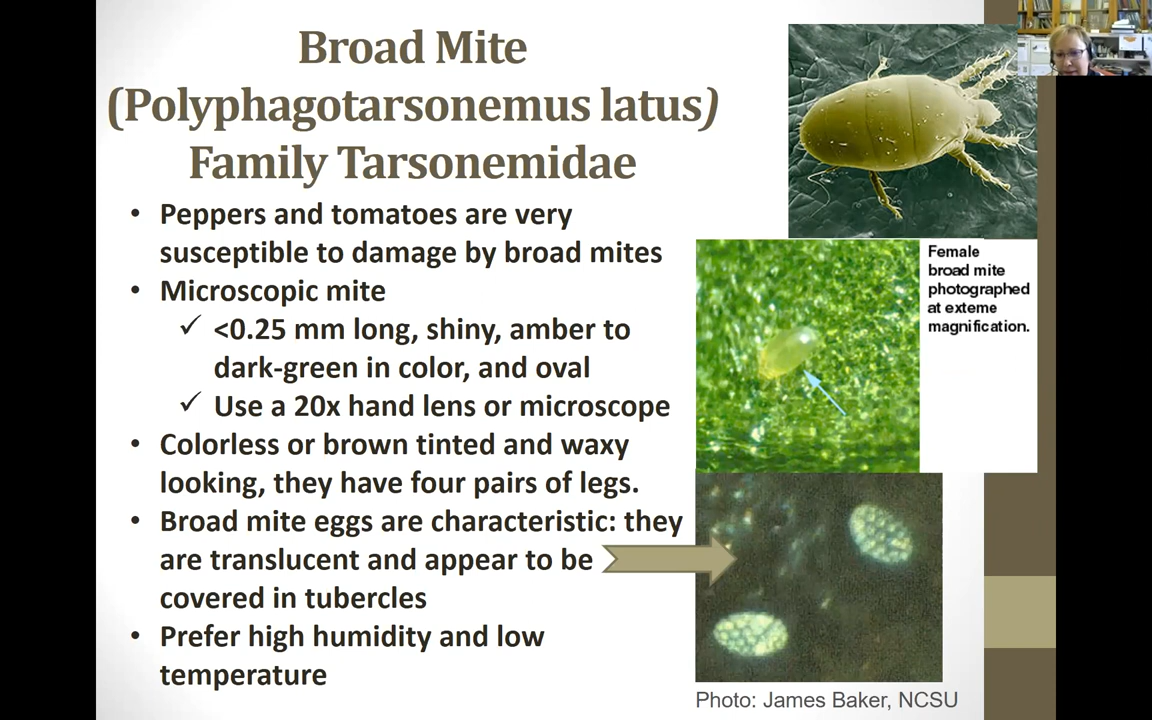 Broad Mite
(Polyphagotarsonemus latus)
Family Tarsonemidae
• Peppers and tomatoes are very
susceptible to damage by broad mites
• Microscopic mite
✓ <0.25 mm long, shiny, amber to
dark-green in color, and oval
✓ Use a 20x hand lens or microscope
• Colorless or brown tinted and waxy
looking, they have four pairs of legs.
• Broad mite eggs are characteristic: they
are translucent and appear to be
covered in tubercles
• Prefer high humidity and low
temperature
Female
broad mite
photographed
at exteme
magnification.
Photo: James Baker, NCSU